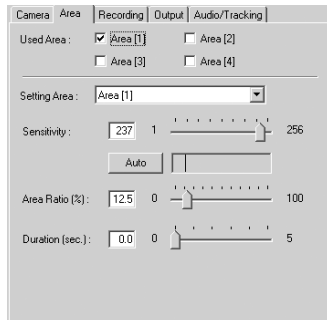 Camera Area Recording Output Audio/Tracking
Used Area : Area [1] Area [2]
Area [3] Area [4]
Setting Area : Area [1]
Sensitivity : 237 1 256
Auto
Area Ratio (%) : 12.5 0 100
Duration (sec.) : 0.0 0 5